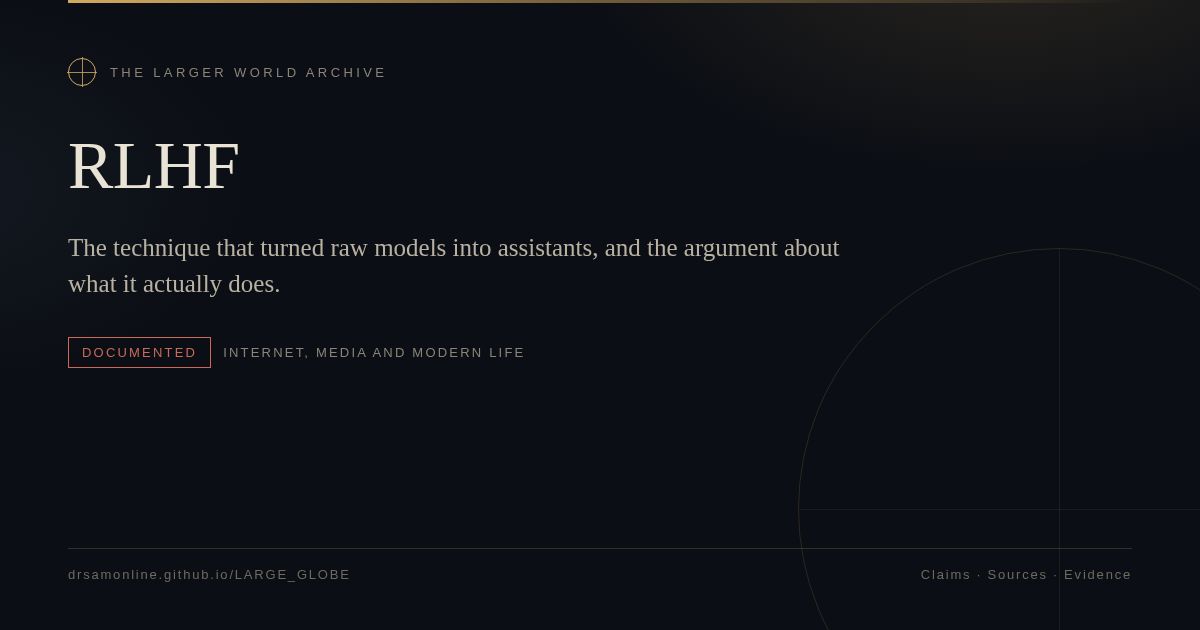 THE LARGER WORLD ARCHIVE
RLHF
The technique that turned raw models into assistants, and the argument about
what it actually does.
DOCUMENTED INTERNET, MEDIA AND MODERN LIFE
drsamonline.github.io/LARGE_GLOBE Claims · Sources · Evidence